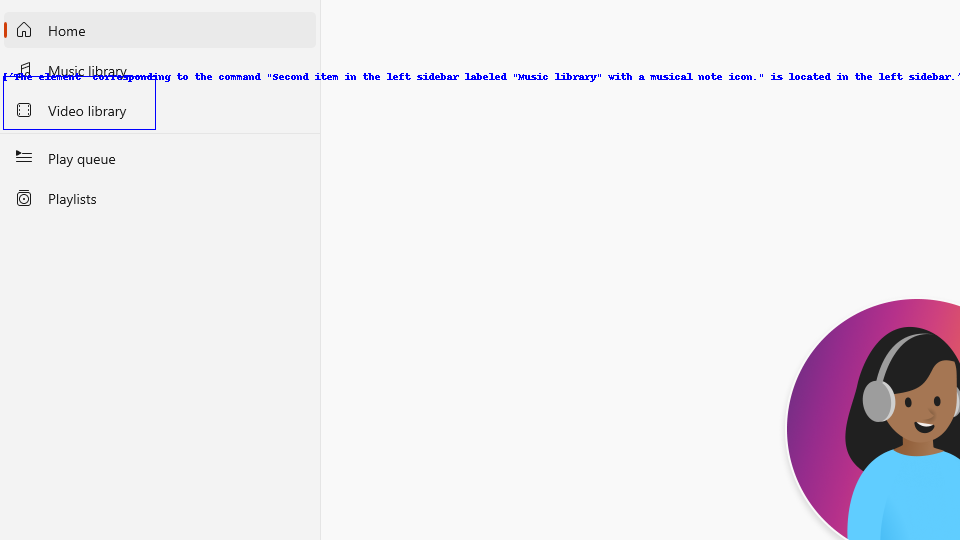 Home
Music library
['The element' corresponding to the command "Second item in the left sidebar labeled "Music library" with a musical note icon." is located in the left sidebar.'
Video library
Play queue
Playlists